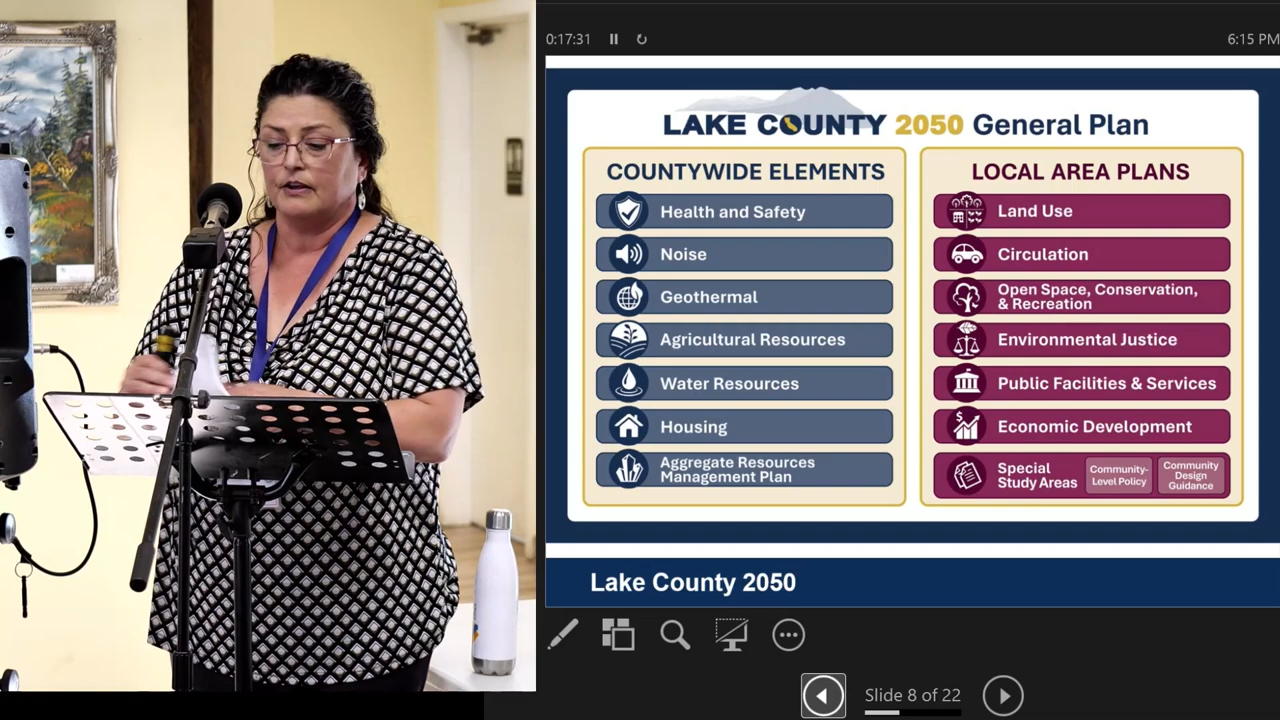 0:17:31
6:15 PM
LAKE COUNTY 2050 General Plan
COUNTYWIDE ELEMENTS
Health and Safety
Noise
Geothermal
Agricultural Resources
Water Resources
Housing
Aggregate Resources
Management Plan
LOCAL AREA PLANS
Land Use
Circulation
Open Space, Conservation,
& Recreation
Environmental Justice
Public Facilities & Services
Economic Development
Special
Study Areas
Community-
Level Policy
Community
Design
Guidance
Lake County 2050
Slide 8 of 22